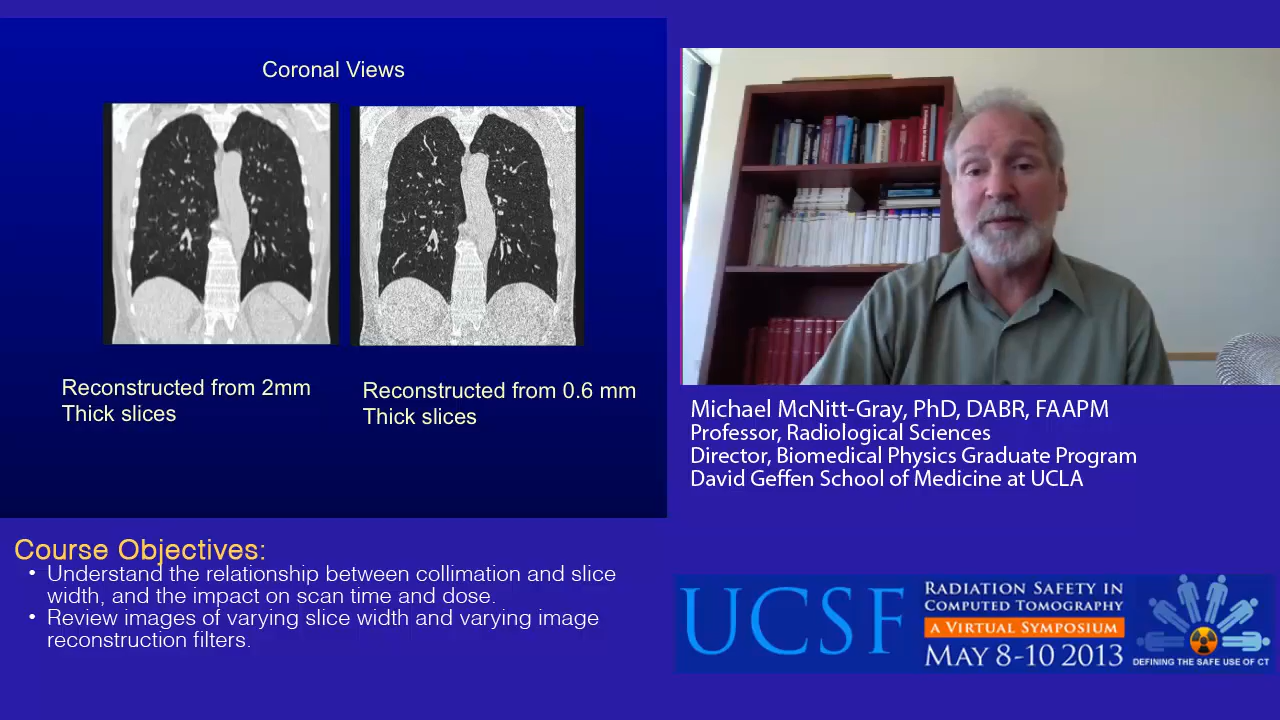 Coronal Views
Reconstructed from 2mm
Thick slices
Reconstructed from 0.6 mm
Thick slices
Michael McNitt-Gray, PhD, DABR, FAAPM
Professor, Radiological Sciences
Director, Biomedical Physics Graduate Program
David Geffen School of Medicine at UCLA
Course Objectives:
• Understand the relationship between collimation and slice
width, and the impact on scan time and dose.
• Review images of varying slice width and varying image
reconstruction filters.
UCSF
RADIATION SAFETY IN
COMPUTED TOMOGRAPHY
A VIRTUAL SYMPOSIUM
MAY 8-10 2013
DEFINING THE SAFE USE OF CT